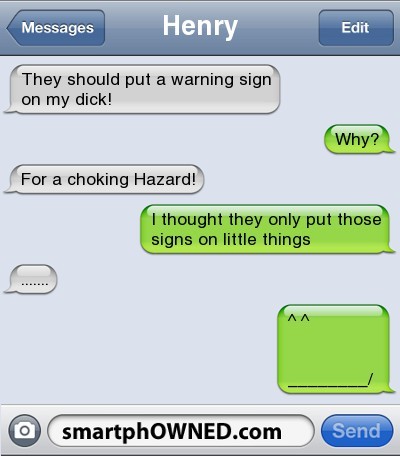 Messages
Henry
Edit
They should put a warning sign
on my dick!
Why?
For a choking Hazard!
I thought they only put those
signs on little things
.......
^ ^
________/
smartphOWNED.com
Send